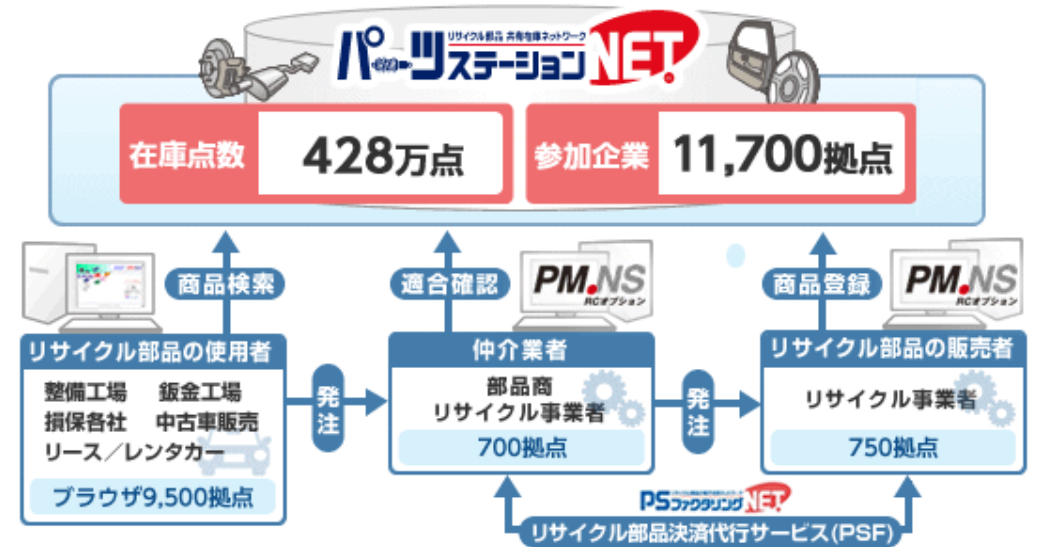 リサイクル部品 共有在庫ネットワーク
パーツステーションNET
在庫点数
428万点
参加企業
11,700拠点
商品検索
適合確認
PM.NS
RCオプション
商品登録
PM.NS
RCオプション
リサイクル部品の使用者
整備工場 鈑金工場
損保各社 中古車販売
リース／レンタカー
ブラウザ9,500拠点
発注
仲介業者
部品商
リサイクル事業者
700拠点
発注
リサイクル部品の販売者
リサイクル事業者
750拠点
PSファクタリングNET
リサイクル部品決済代行サービス(PSF)